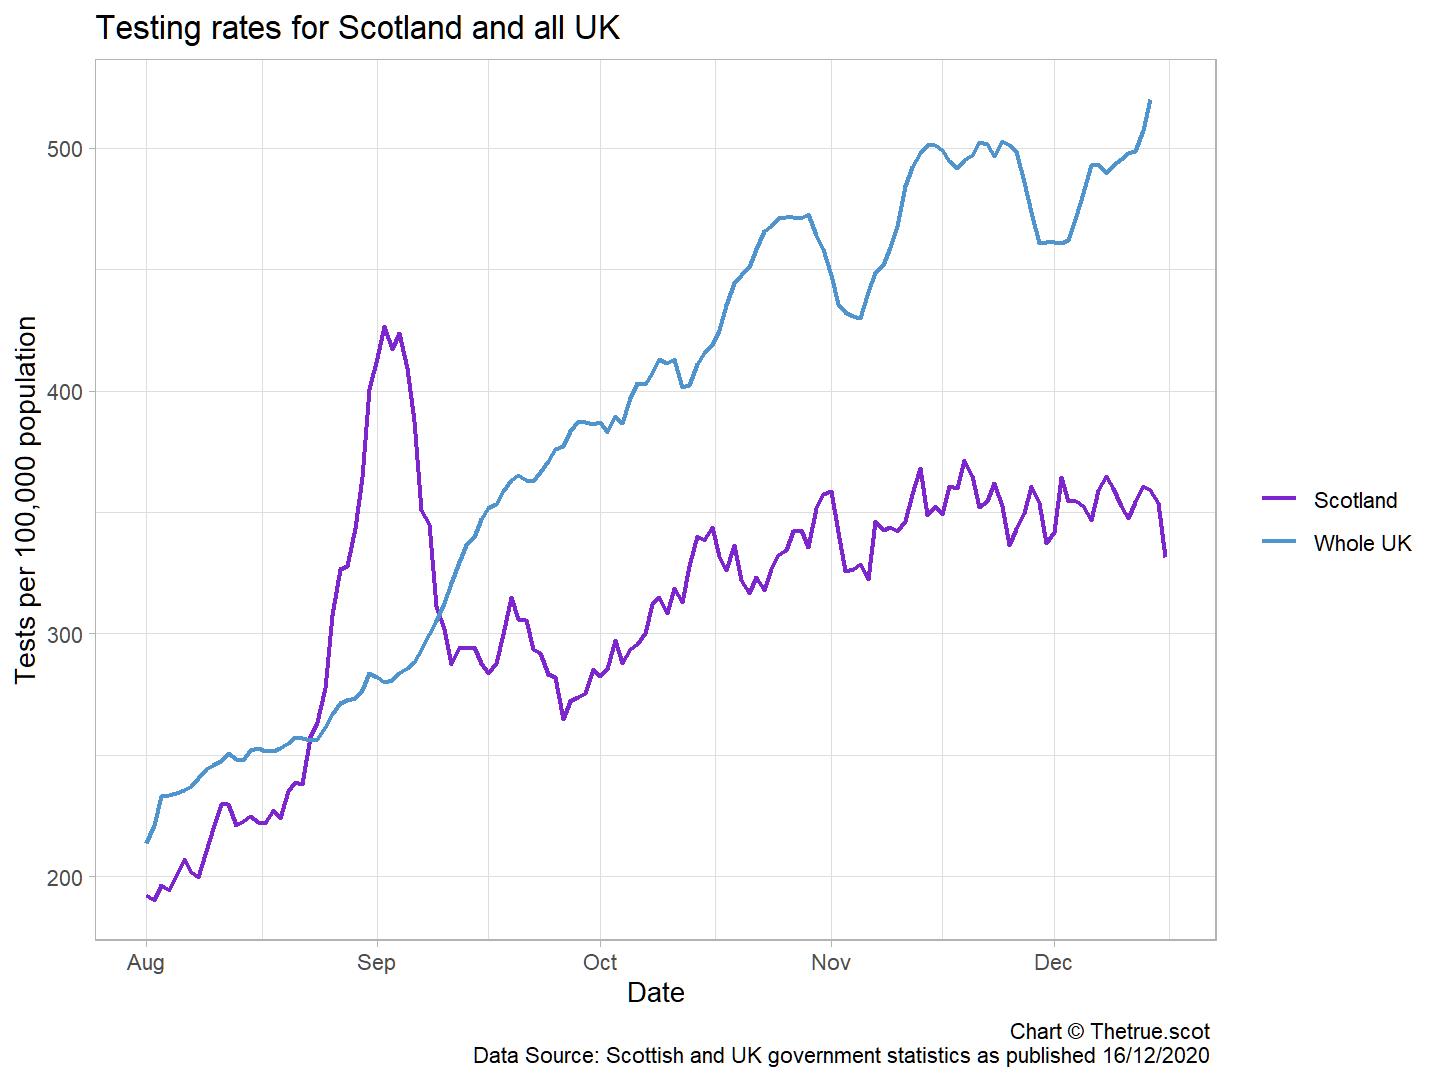 Testing rates for Scotland and all UK
Tests per 100,000 population
500
400
300
200
Aug
Sep
Oct
Nov
Dec
Date
Scotland
Whole UK
Chart © Thetrue.scot
Data Source: Scottish and UK government statistics as published 16/12/2020